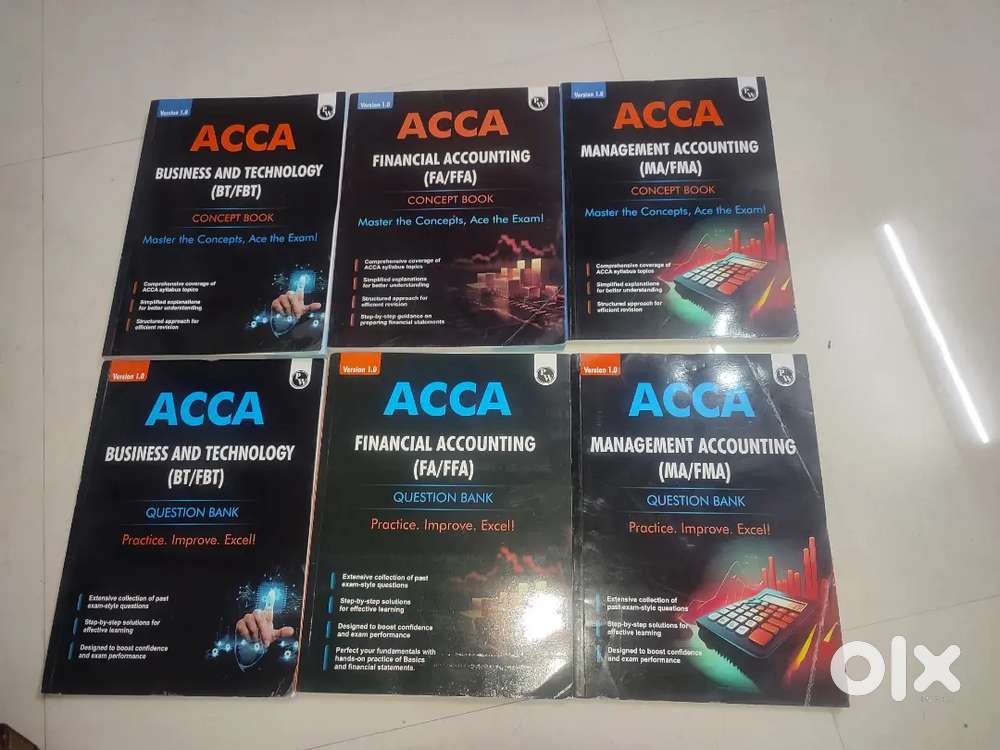 Version 1.0
PW
ACCA
BUSINESS AND TECHNOLOGY
(BT/FBT)
CONCEPT BOOK
Master the Concepts, Ace the Exam!
Comprehensive coverage of
ACCA syllabus topics
Simplified explanations
for better understanding
Structured approach for
efficient revision
Version 1.0
PW
ACCA
FINANCIAL ACCOUNTING
(FA/FFA)
CONCEPT BOOK
Master the Concepts, Ace the Exam!
Comprehensive coverage of
ACCA syllabus topics
Simplified explanations
for better understanding
Structured approach for
efficient revision
Step-by-step guidance on
preparing financial statements
Version 1.0
PW
ACCA
MANAGEMENT ACCOUNTING
(MA/FMA)
CONCEPT BOOK
Master the Concepts, Ace the Exam!
Comprehensive coverage of
ACCA syllabus topics
Simplified explanations
for better understanding
Structured approach for
efficient revision
Version 1.0
PW
ACCA
BUSINESS AND TECHNOLOGY
(BT/FBT)
QUESTION BANK
Practice. Improve. Excel!
Extensive collection of past
exam-style questions
Step-by-step solutions for
effective learning
Designed to boost confidence
and exam performance
Version 1.0
PW
ACCA
FINANCIAL ACCOUNTING
(FA/FFA)
QUESTION BANK
Practice. Improve. Excel!
Extensive collection of past
exam-style questions
Step-by-step solutions
for effective learning
Designed to boost confidence
and exam performance
Perfect your fundamentals with
hands-on practice of Basics
and financial statements.
Version 1.0
PW
ACCA
MANAGEMENT ACCOUNTING
(MA/FMA)
QUESTION BANK
Practice. Improve. Excel!
Extensive collection of
past exam-style questions
Step-by-step solutions for
effective learning
Designed to boost confidence
and exam performance
olx